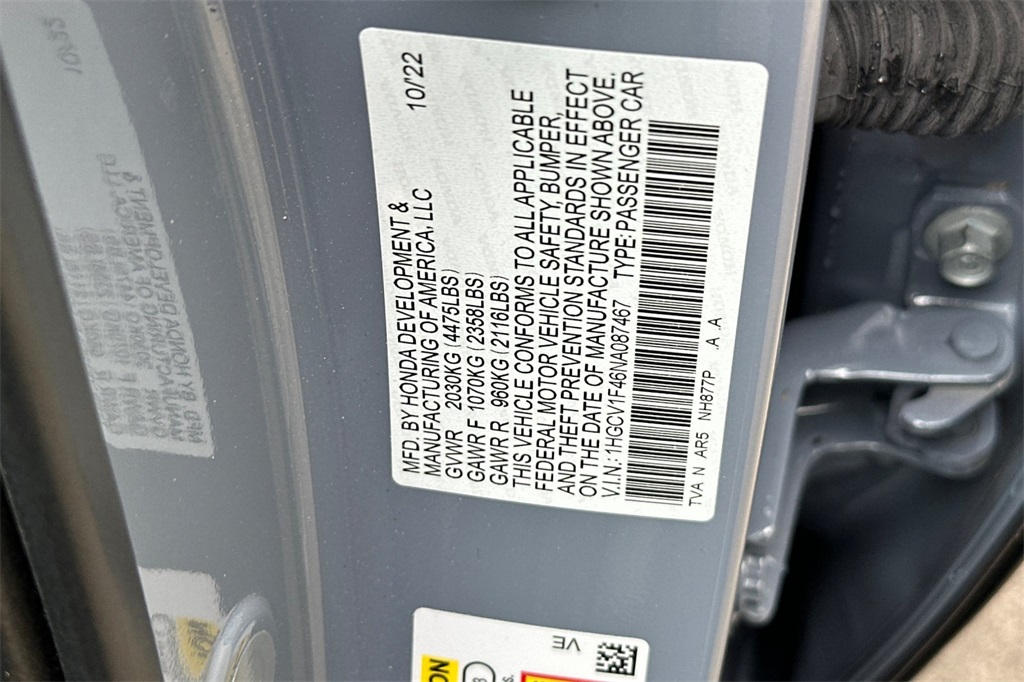 10/'22
MFD. BY HONDA DEVELOPMENT &
MANUFACTURING OF AMERICA, LLC
GVWR 2030KG (4475LBS)
GAWR F 1070KG (2358LBS)
GAWR R 960KG (2116LBS)
THIS VEHICLE CONFORMS TO ALL APPLICABLE
FEDERAL MOTOR VEHICLE SAFETY, BUMPER,
AND THEFT PREVENTION STANDARDS IN EFFECT
ON THE DATE OF MANUFACTURE SHOWN ABOVE.
V.I.N.: 1HGCV1F46NA087467 TYPE: PASSENGER CAR
TVA N AR5 NH877P .A .A
VE